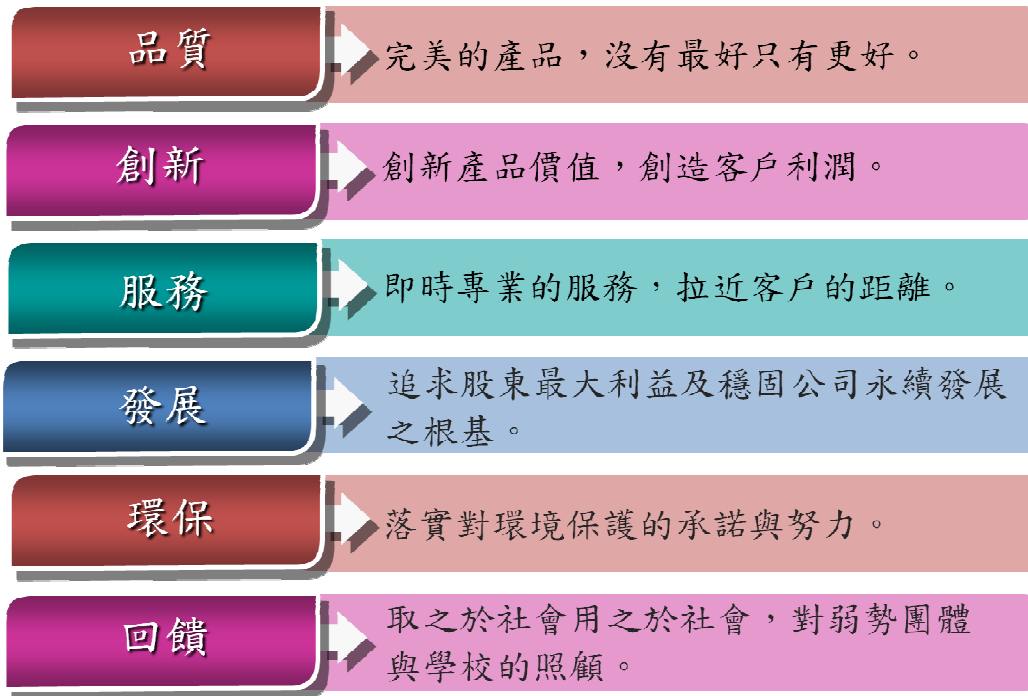 品質
完美的產品，沒有最好只有更好。
創新
創新產品價值，創造客戶利潤。
服務
即時專業的服務，拉近客戶的距離。
發展
追求股東最大利益及穩固公司永續發展
之根基。
環保
落實對環境保護的承諾與努力。
回饋
取之於社會用之於社會，對弱勢團體
與學校的照顧。